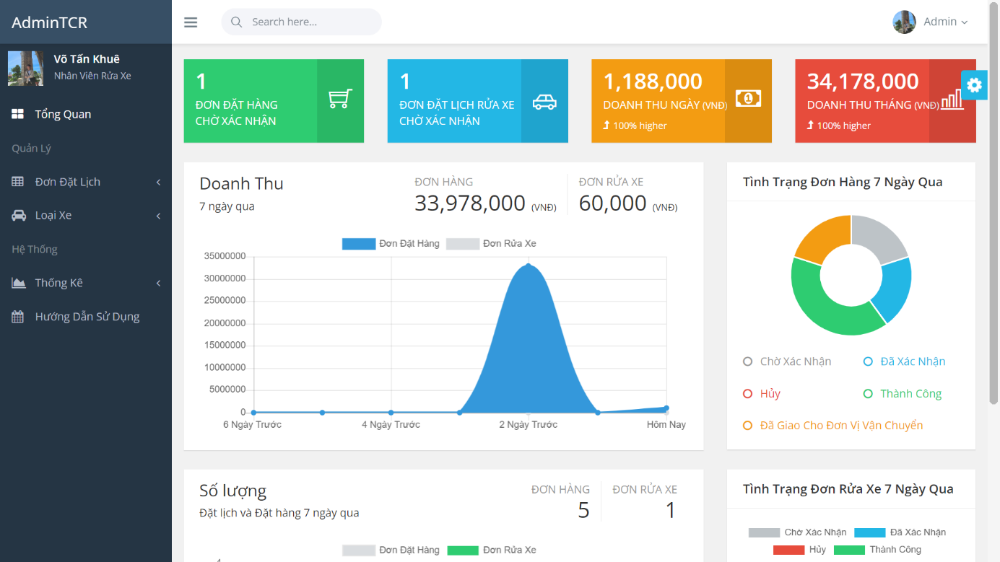 AdminTCR
Search here...
Admin
Võ Tấn Khuê
Nhân Viên Rửa Xe
Tổng Quan
Quản Lý
Đơn Đặt Lịch
Loại Xe
Hệ Thống
Thống Kê
Hướng Dẫn Sử Dụng
1
ĐƠN ĐẶT HÀNG
CHỜ XÁC NHẬN
1
ĐƠN ĐẶT LỊCH RỬA XE
CHỜ XÁC NHẬN
1,188,000
DOANH THU NGÀY (VNĐ)
100% higher
1
34,178,000
DOANH THU THÁNG (VNĐ)
100% higher
Doanh Thu
7 ngày qua
ĐƠN HÀNG
33,978,000 (VNĐ)
ĐƠN RỬA XE
60,000 (VNĐ)
Đơn Đặt Hàng
Đơn Rửa Xe
35000000
30000000
25000000
20000000
15000000
10000000
5000000
0
6 Ngày Trước
4 Ngày Trước
2 Ngày Trước
Hôm Nay
Tình Trạng Đơn Hàng 7 Ngày Qua
Chờ Xác Nhận
Đã Xác Nhận
Hủy
Thành Công
Đã Giao Cho Đơn Vị Vận Chuyển
Số lượng
Đặt lịch và Đặt hàng 7 ngày qua
ĐƠN HÀNG
5
ĐƠN RỬA XE
1
Đơn Đặt Hàng
Đơn Rửa Xe
Tình Trạng Đơn Rửa Xe 7 Ngày Qua
Chờ Xác Nhận
Đã Xác Nhận
Hủy
Thành Công